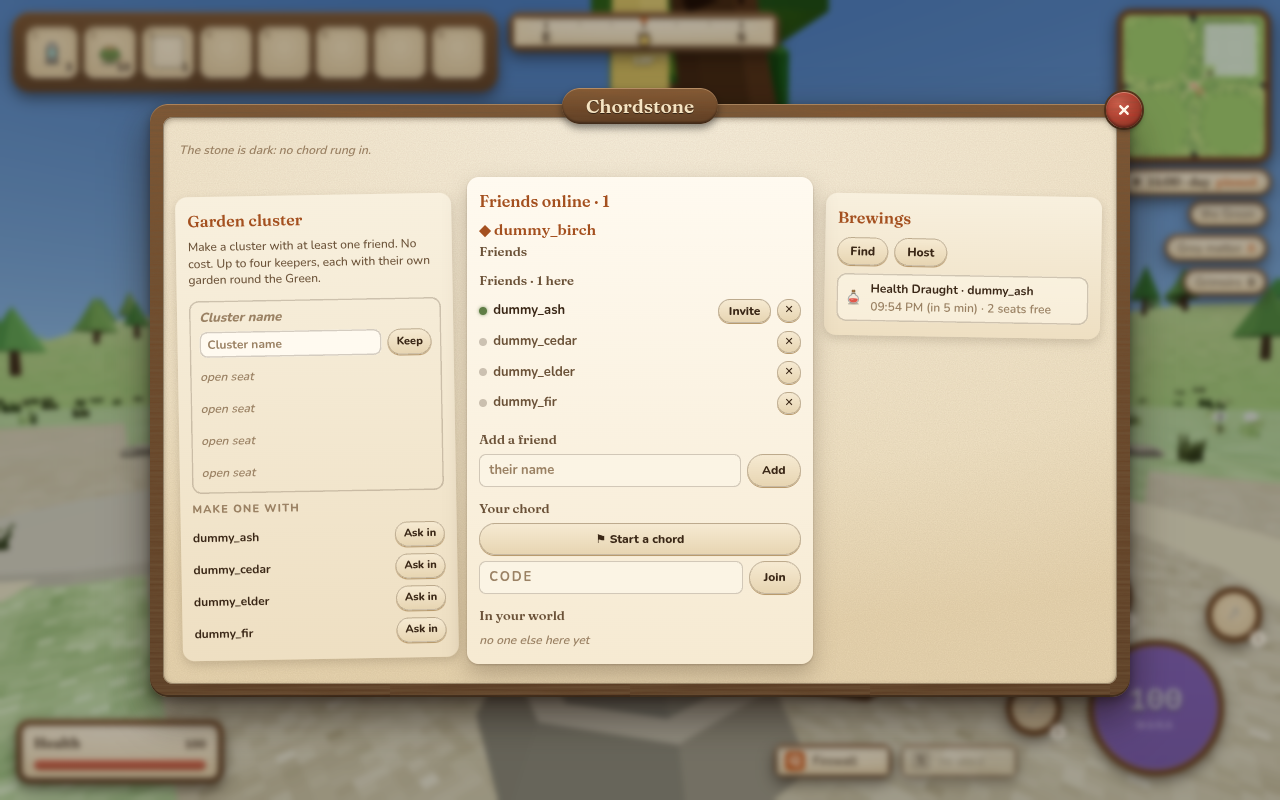 Chordstone
×
The stone is dark: no chord rung in.
Garden cluster
Make a cluster with at least one friend. No
cost. Up to four keepers, each with their own
garden round the Green.
Cluster name
Cluster name
Keep
open seat
open seat
open seat
open seat
MAKE ONE WITH
dummy_ash
Ask in
dummy_cedar
Ask in
dummy_elder
Ask in
dummy_fir
Ask in
Friends online · 1
◆ dummy_birch
Friends
Friends · 1 here
dummy_ash
Invite
×
dummy_cedar
×
dummy_elder
×
dummy_fir
×
Add a friend
their name
Add
Your chord
⚑ Start a chord
CODE
Join
In your world
no one else here yet
Brewings
Find
Host
Health Draught · dummy_ash
09:54 PM (in 5 min) · 2 seats free
Health
100
100